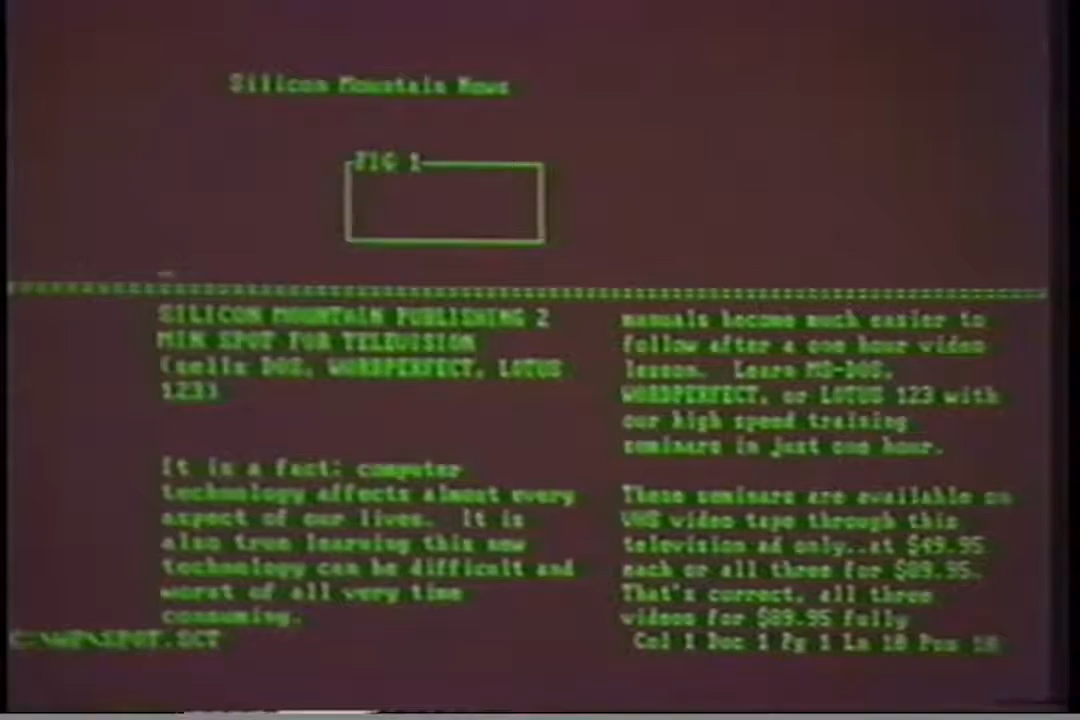 Silicon Mountain News
FIG 1
SILICON MOUNTAIN PUBLISHING 2
MIN SPOT FOR TELEVISION
(sells DOS, WORDPERFECT, LOTUS
123)
It is a fact; computer
technology affects almost every
aspect of our lives. It is
also true learning this new
technology can be difficult and
worst of all very time
consuming.
manuals become much easier to
follow after a one hour video
lesson. Learn MS-DOS,
WORDPERFECT, or LOTUS 123 with
our high speed training
seminars in just one hour.
These seminars are available on
VHS video tape through this
television ad only..at $49.95
each or all three for $89.95.
That's correct, all three
videos for $89.95 fully
C:\WP\SPOT.SCT
Col 1 Doc 1 Pg 1 Ln 10 Pos 10